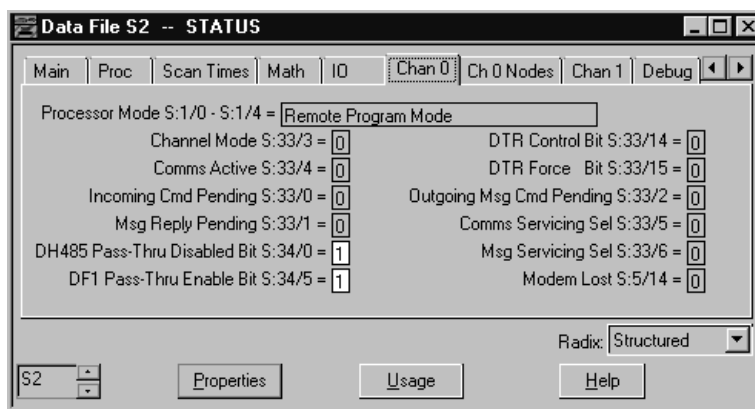 Data File S2 -- STATUS
Main Proc Scan Times Math IO Chan 0 Ch 0 Nodes Chan 1 Debug
Processor Mode S:1/0 - S:1/4 = Remote Program Mode
Channel Mode S:33/3 = 0 DTR Control Bit S:33/14 = 0
Comms Active S:33/4 = 0 DTR Force Bit S:33/15 = 0
Incoming Cmd Pending S:33/0 = 0 Outgoing Msg Cmd Pending S:33/2 = 0
Msg Reply Pending S:33/1 = 0 Comms Servicing Sel S:33/5 = 0
DH485 Pass-Thru Disabled Bit S:34/0 = 1 Msg Servicing Sel S:33/6 = 0
DF1 Pass-Thru Enable Bit S:34/5 = 1 Modem Lost S:5/14 = 0
Radix: Structured
S2 Properties Usage Help